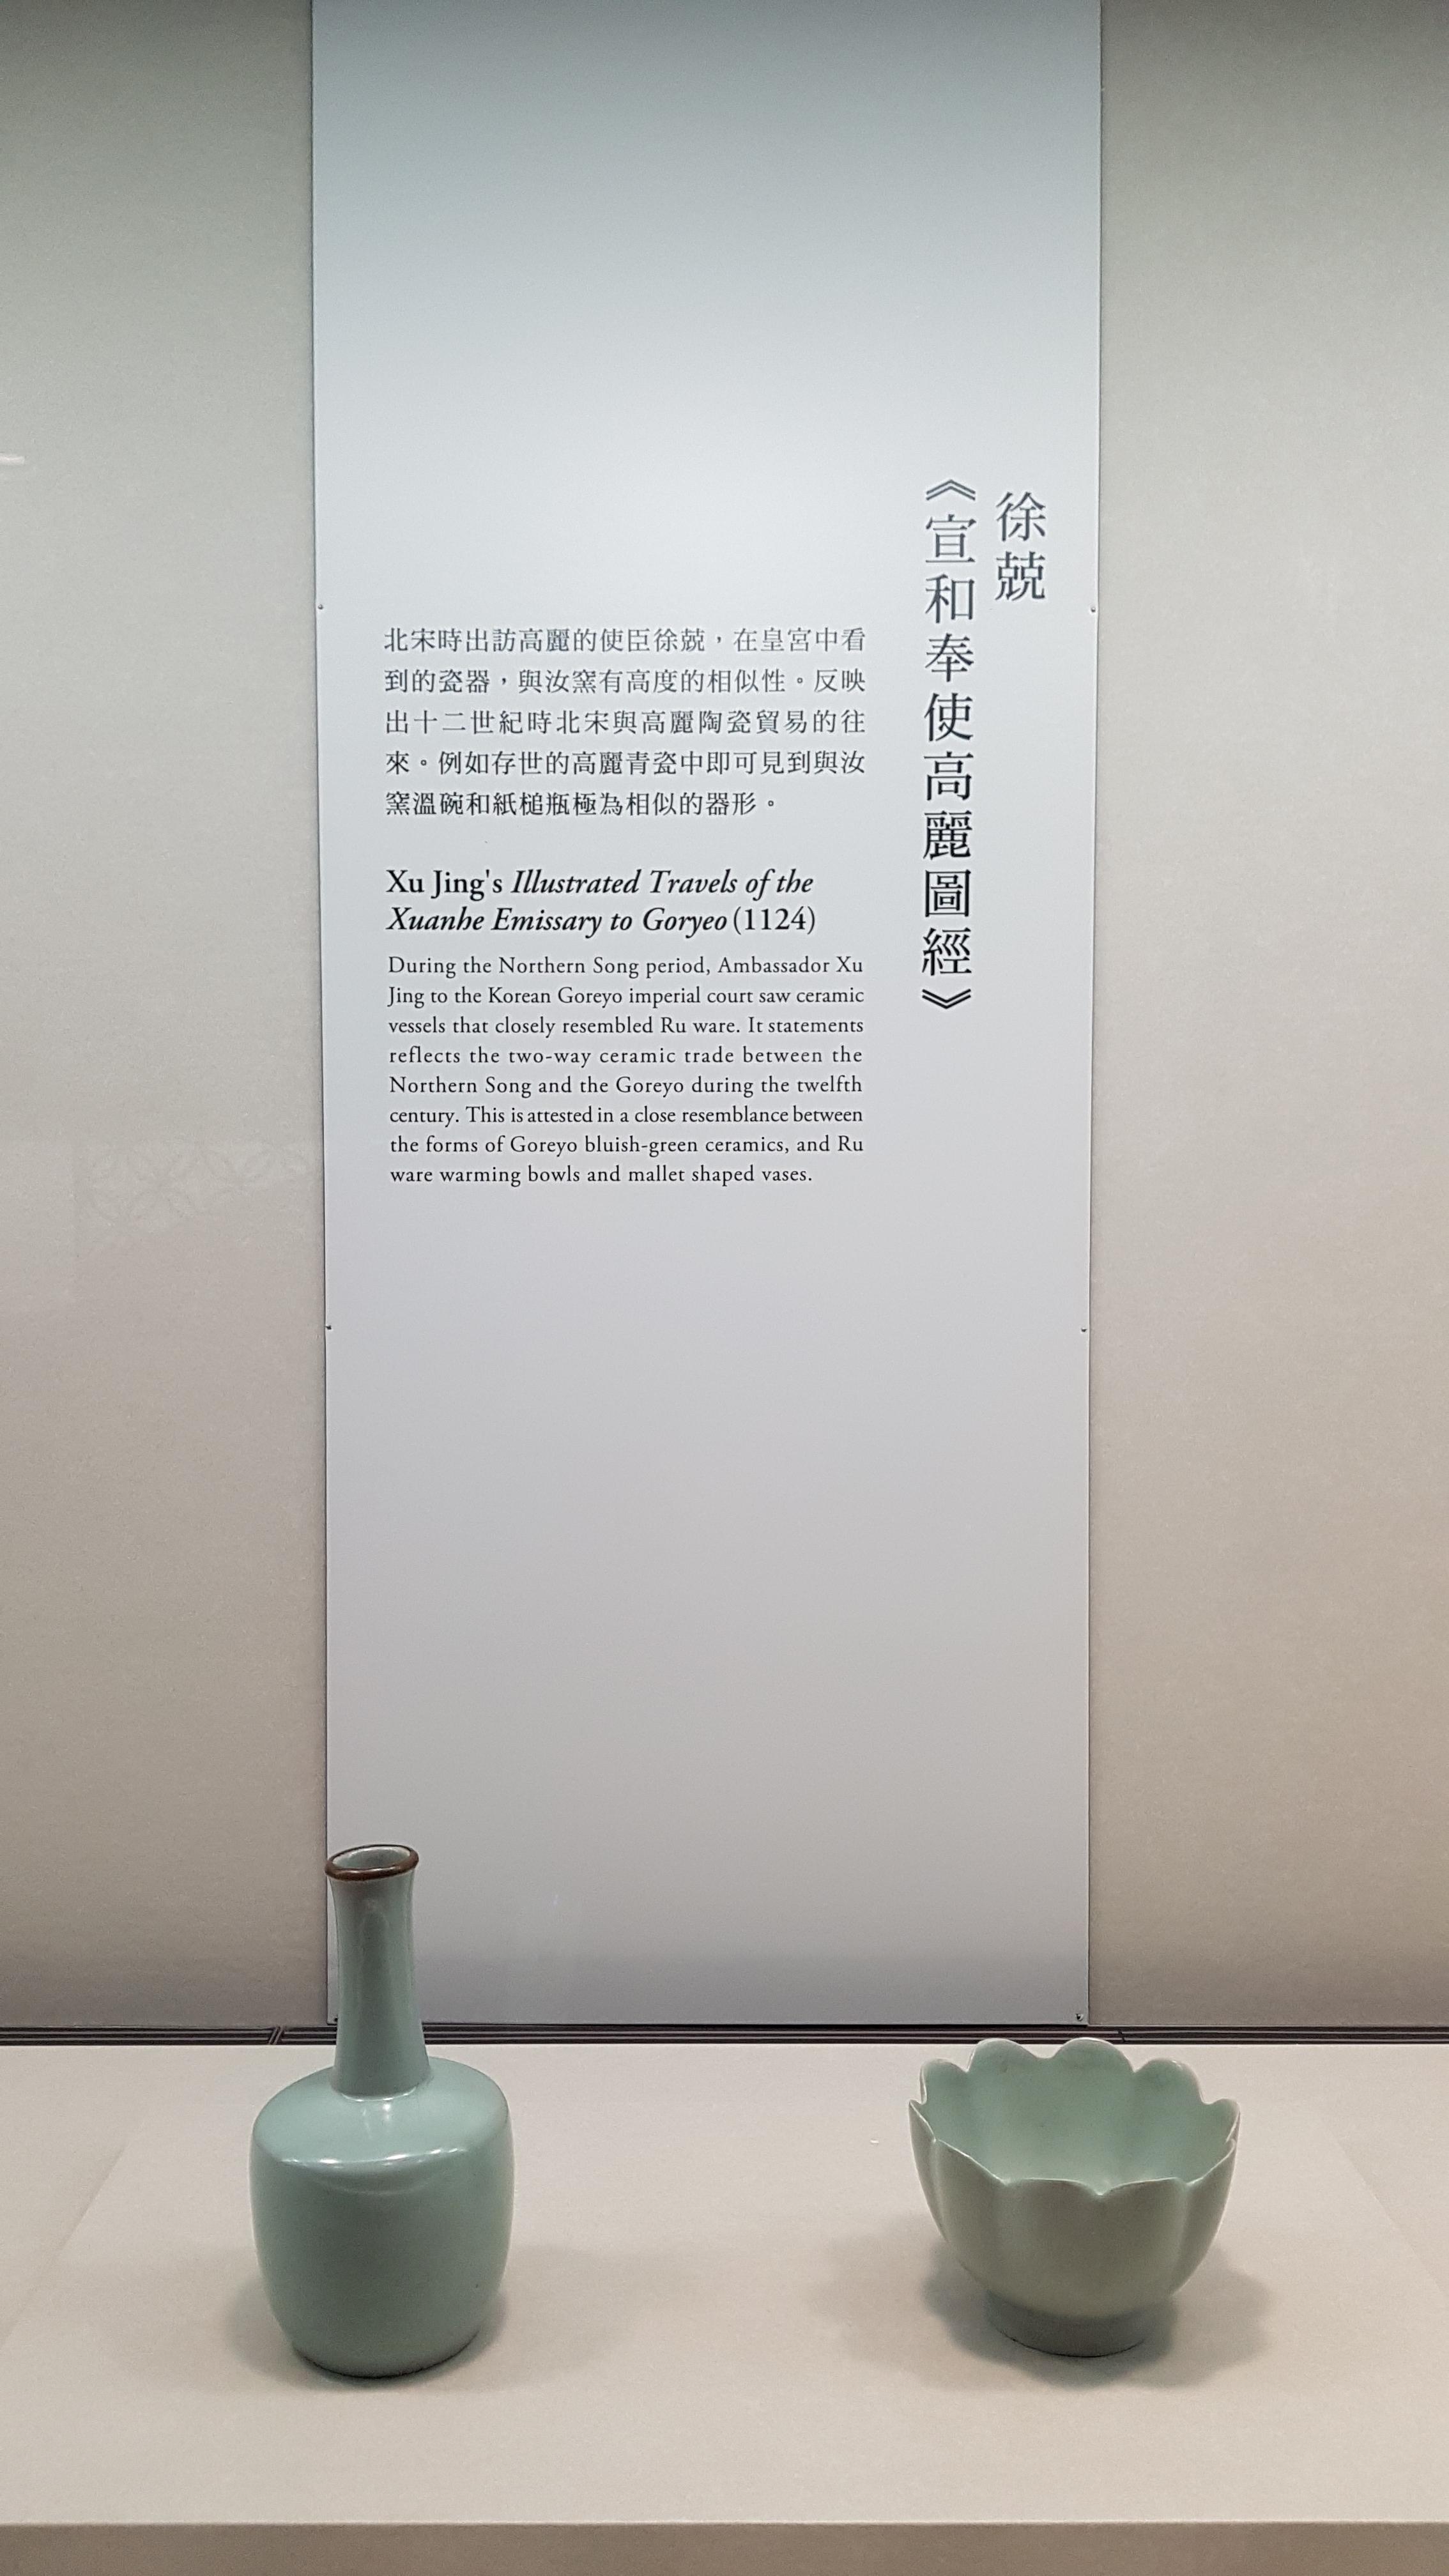 徐兢
《宣和奉使高麗圖經》
北宋時出訪高麗的使臣徐兢，在皇宮中看
到的瓷器，與汝窯有高度的相似性。反映
出十二世紀時北宋與高麗陶瓷貿易的往
來。例如存世的高麗青瓷中即可見到與汝
窯溫碗和紙槌瓶極為相似的器形。
Xu Jing's Illustrated Travels of the
Xuanhe Emissary to Goryeo (1124)
During the Northern Song period, Ambassador Xu
Jing to the Korean Goreyo imperial court saw ceramic
vessels that closely resembled Ru ware. It statements
reflects the two-way ceramic trade between the
Northern Song and the Goreyo during the twelfth
century. This is attested in a close resemblance between
the forms of Goreyo bluish-green ceramics, and Ru
ware warming bowls and mallet shaped vases.